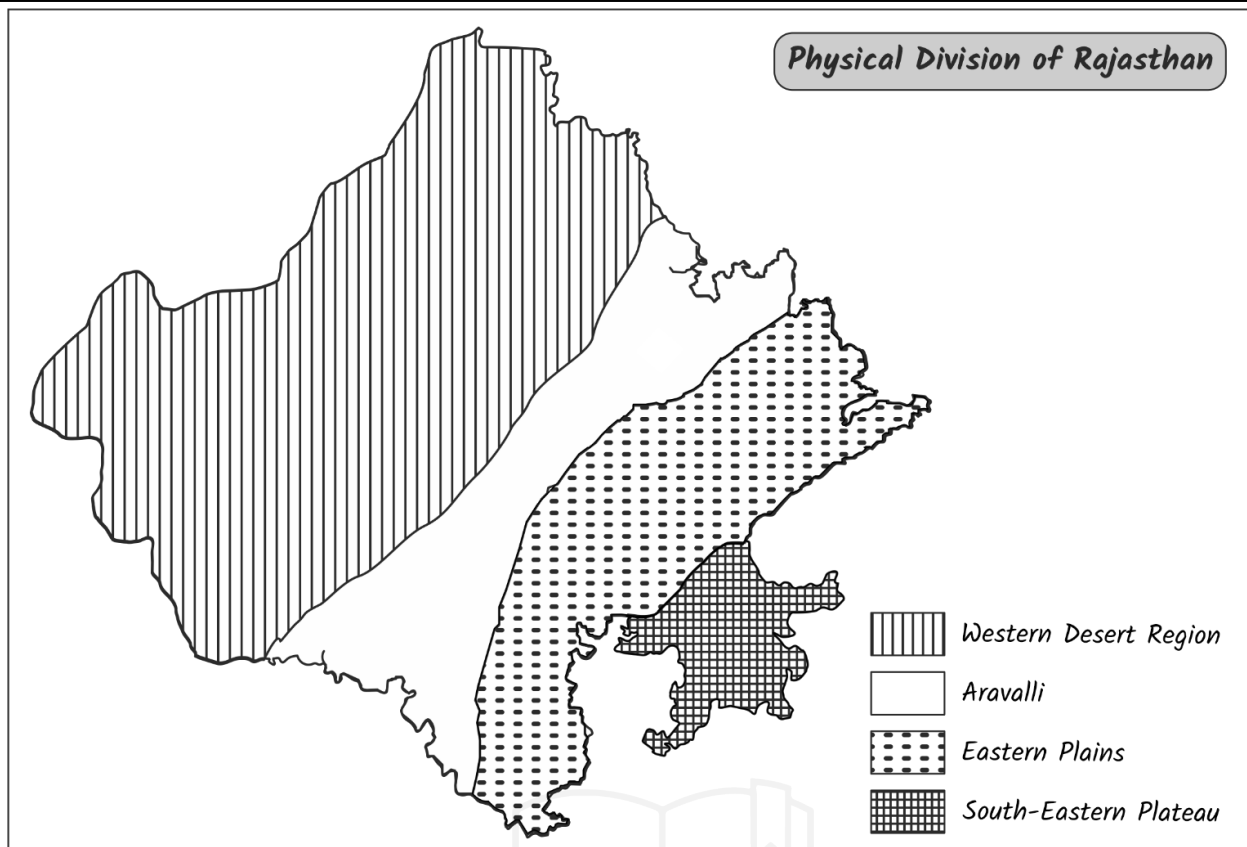 Physical Division of Rajasthan
Western Desert Region
Aravalli
Eastern Plains
South-Eastern Plateau